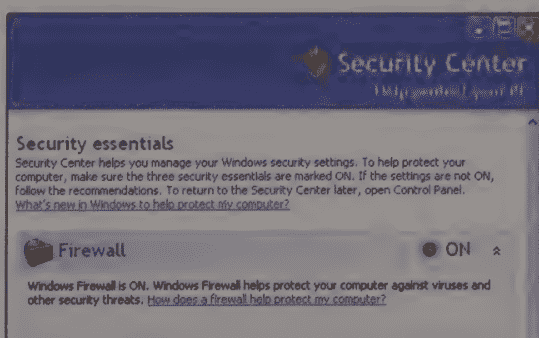 Security Center
Help protect your PC
Security essentials
Security Center helps you manage your Windows security settings. To help protect your
computer, make sure the three security essentials are marked ON. If the settings are not ON,
follow the recommendations. To return to the Security Center later, open Control Panel.
What's new in Windows to help protect my computer?
Firewall ON
Windows Firewall is ON. Windows Firewall helps protect your computer against viruses and
other security threats. How does a firewall help protect my computer?